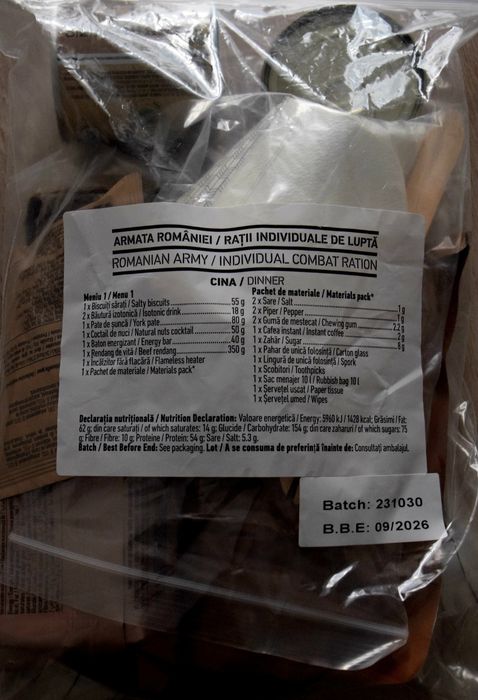 ARMATA ROMÂNIEI / RAȚII INDIVIDUALE DE LUPTĂ
ROMANIAN ARMY / INDIVIDUAL COMBAT RATION
CINA / DINNER
Meniu 1 / Menu 1
1 x Biscuiți sărați / Salty biscuits 55 g
2 x Băutură izotonică / Isotonic drink 18 g
1 x Pate de șuncă / York pate 80 g
1 x Coctail de nuci / Natural nuts cocktail 50 g
1 x Baton energizant / Energy bar 40 g
1 x Rendang de vită / Beef rendang 350 g
1 x încălzitor fără flacără / Flameless heater
1 x Pachet de materiale / Materials pack*
Pachet de materiale / Materials pack*
2 x Sare / Salt 1 g
2 x Piper / Pepper 1 g
2 x Gumă de mestecat / Chewing gum 2.2 g
1 x Cafea instant / Instant coffee 2 g
1 x Zahăr / Sugar 8 g
1 x Pahar de unică folosință / Carton glass
1 x Lingură de unică folosință / Spork
1 x Scobitori / Toothpicks
1 x Sac menajer 10 l / Rubbish bag 10 l
1 x Șervețel uscat / Paper tissue
1 x Șervețel umed / Wipes
Declarația nutrițională / Nutrition Declaration: Valoare energetică / Energy: 5960 kJ / 1428 kcal; Grăsimi / Fat:
62 g; din care saturați / of which saturates: 14 g; Glucide / Carbohydrate: 154 g; din care zaharuri / of which sugars: 75
g; Fibre / Fibre: 10 g; Proteine / Protein: 54 g; Sare / Salt: 5.3 g.
Batch / Best Before End: See packaging. Lot / A se consuma de preferință înainte de: Consultați ambalajul.
Batch: 231030
B.B.E: 09/2026